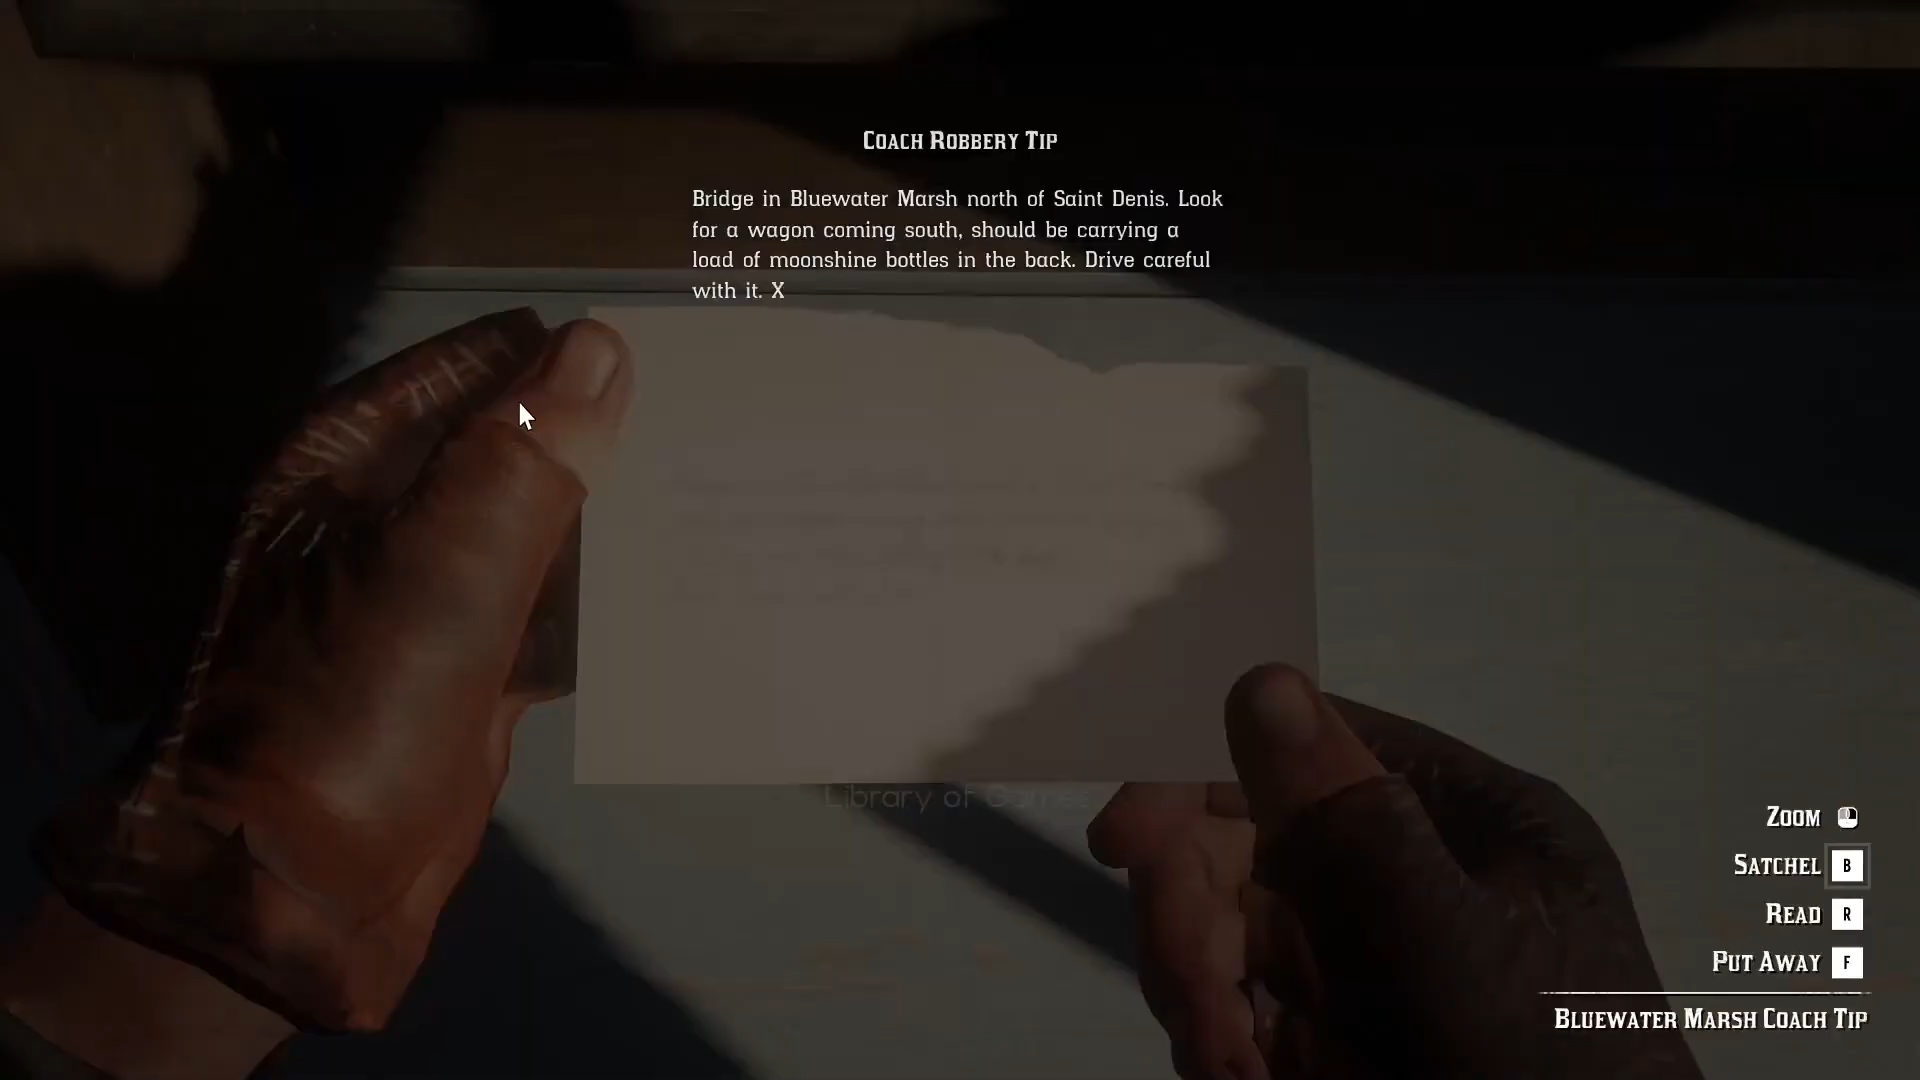 Coach Robbery Tip
Bridge in Bluewater Marsh north of Saint Denis. Look
for a wagon coming south, should be carrying a
load of moonshine bottles in the back. Drive careful
with it. X
Library of Games
Zoom
Satchel B
Read R
Put Away F
Bluewater Marsh Coach Tip